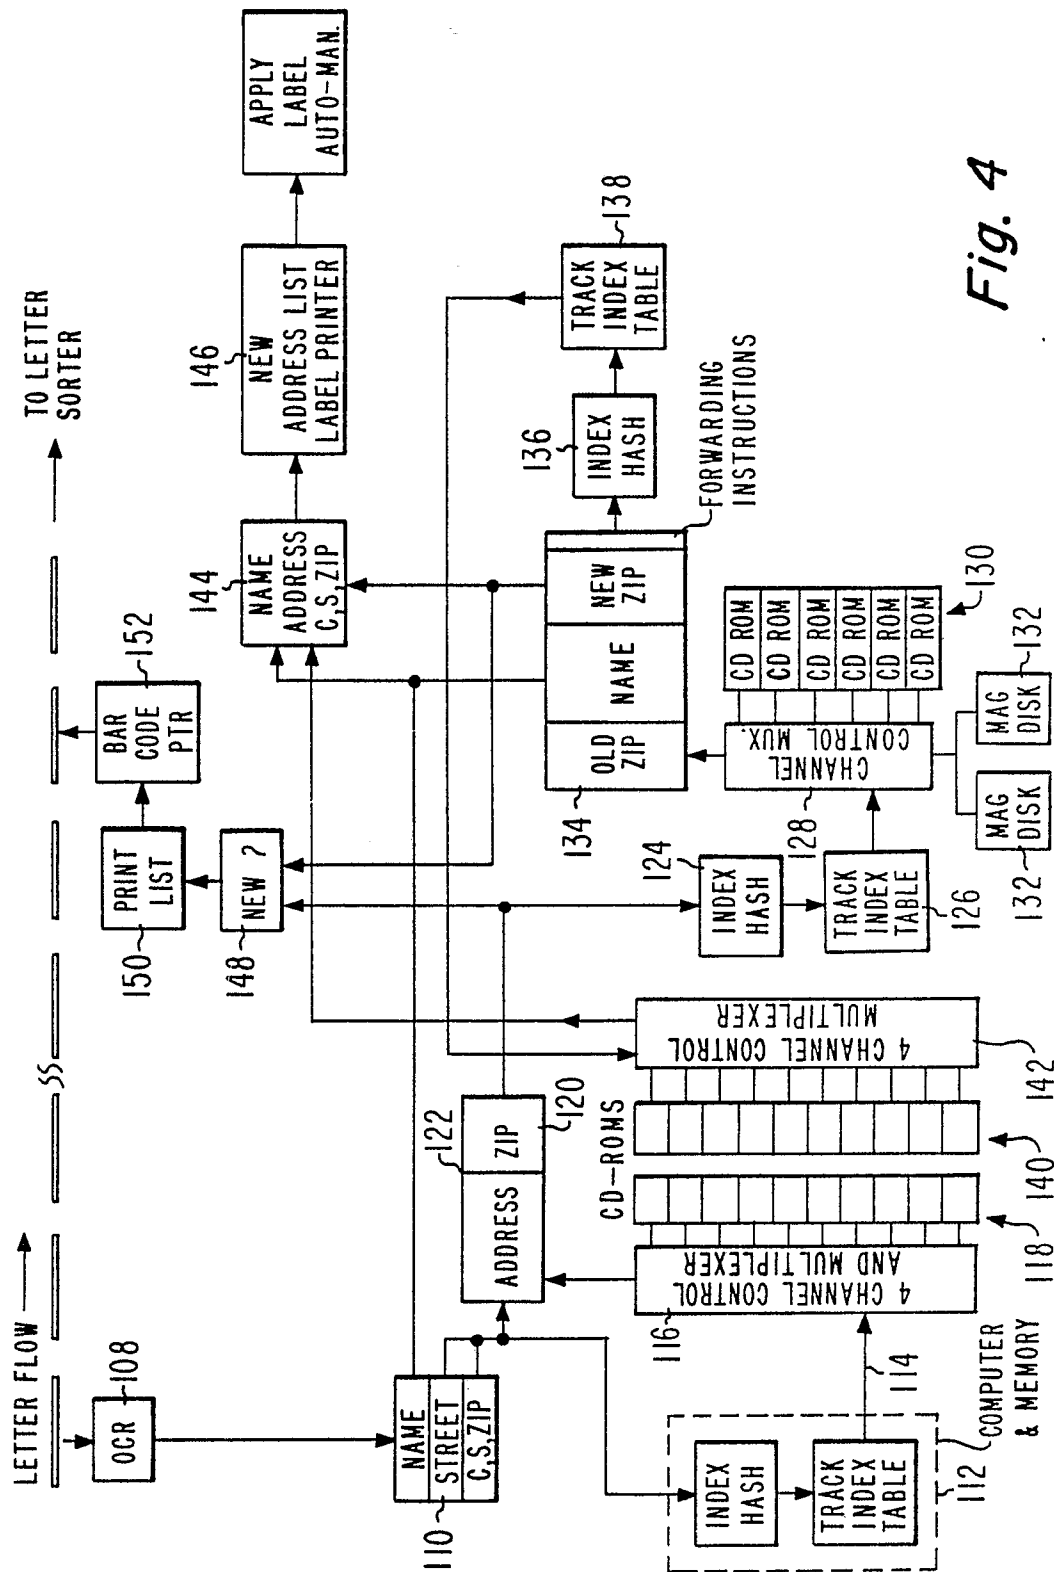 LETTER FLOW
SS
TO LETTER
SORTER
OCR
108
PRINT
LIST
150
BAR
CODE
PTR
152
NEW ?
148
NAME
ADDRESS
C,S,ZIP
144
NEW
ADDRESS LIST
LABEL PRINTER
146
APPLY
LABEL
AUTO-MAN.
NAME
STREET
C,S,ZIP
110
ADDRESS
ZIP
122
120
OLD
ZIP
NAME
NEW
ZIP
134
FORWARDING
INSTRUCTIONS
INDEX
HASH
136
TRACK
INDEX
TABLE
138
INDEX
HASH
TRACK
INDEX
TABLE
112
COMPUTER
& MEMORY
114
4 CHANNEL CONTROL
AND MULTIPLEXER
116
CD-ROMS
118
140
4 CHANNEL CONTROL
MULTIPLEXER
142
INDEX
HASH
124
TRACK
INDEX
TABLE
126
CHANNEL
CONTROL MUX.
128
CD ROM
CD ROM
CD ROM
CD ROM
CD ROM
CD ROM
130
MAG
DISK
132
MAG
DISK
132
Fig. 4